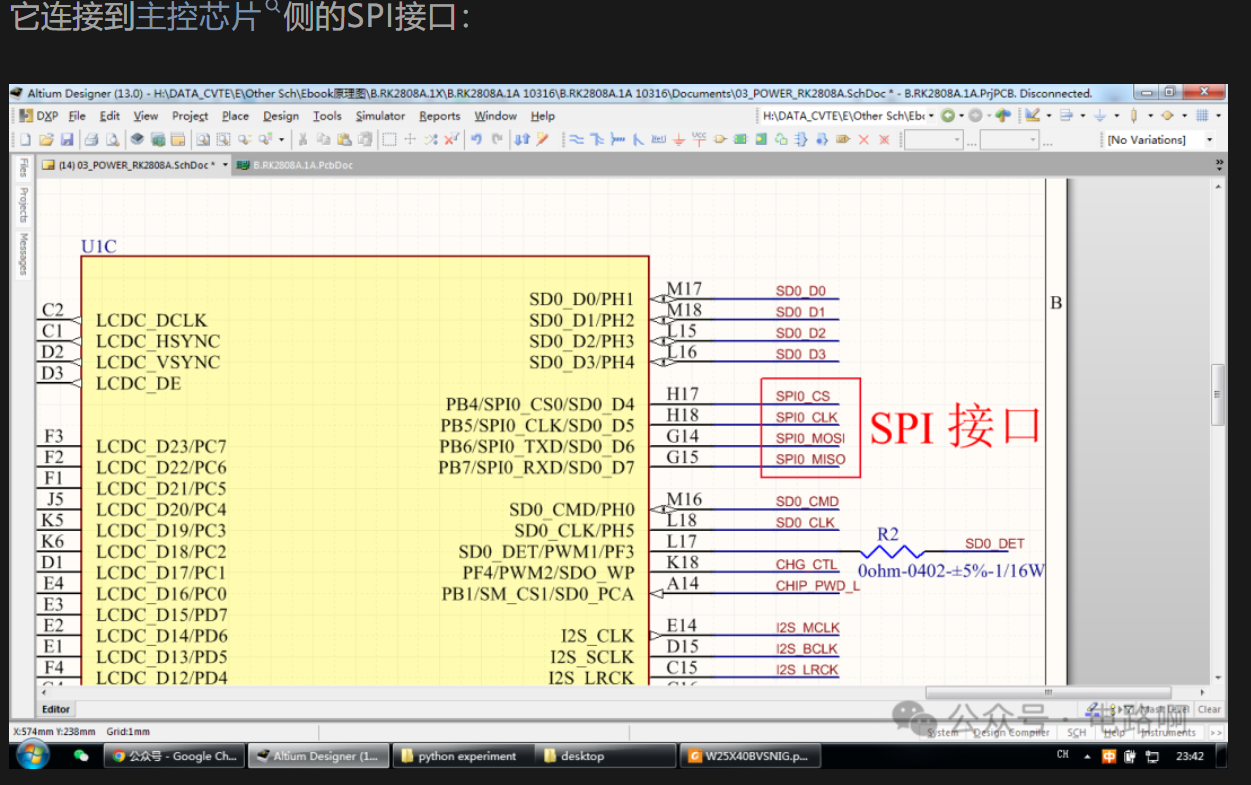 它连接到主控芯片侧的SPI接口：
Altium Designer (13.0) - H:\DATA_CVTE\E\Other Sch\Ebook原理图\B.RK2808A.1X\B.RK2808A.1A 10316\B.RK2808A.1A 10316\Documents\03_POWER_RK2808A.SchDoc * - B.RK2808A.1A.PrjPCB. Disconnected.
DXP File Edit View Project Place Design Tools Simulator Reports Window Help H:\DATA_CVTE\E\Other Sch\Eb
[No Variations]
(14) 03_POWER_RK2808A.SchDoc * B.RK2808A.1A.PcbDoc
Files
Projects
Messages
U1C
B
C2 LCDC_DCLK
C1 LCDC_HSYNC
D2 LCDC_VSYNC
D3 LCDC_DE
F3 LCDC_D23/PC7
F2 LCDC_D22/PC6
F1 LCDC_D21/PC5
J5 LCDC_D20/PC4
K5 LCDC_D19/PC3
K6 LCDC_D18/PC2
D1 LCDC_D17/PC1
E4 LCDC_D16/PC0
E3 LCDC_D15/PD7
E2 LCDC_D14/PD6
E1 LCDC_D13/PD5
F4 LCDC_D12/PD4
SD0_D0/PH1 M17 SD0_D0
SD0_D1/PH2 M18 SD0_D1
SD0_D2/PH3 L15 SD0_D2
SD0_D3/PH4 L16 SD0_D3
PB4/SPI0_CS0/SD0_D4 H17 SPI0_CS
PB5/SPI0_CLK/SD0_D5 H18 SPI0_CLK
PB6/SPI0_TXD/SD0_D6 G14 SPI0_MOSI
PB7/SPI0_RXD/SD0_D7 G15 SPI0_MISO
SPI 接口
SD0_CMD/PH0 M16 SD0_CMD
SD0_CLK/PH5 L18 SD0_CLK
SD0_DET/PWM1/PF3 L17 R2 SD0_DET
0ohm-0402-±5%-1/16W
PF4/PWM2/SDO_WP K18 CHG_CTL
PB1/SM_CS1/SD0_PCA A14 CHIP_PWD_L
I2S_CLK E14 I2S_MCLK
I2S_SCLK D15 I2S_BCLK
I2S_LRCK C15 I2S_LRCK
Editor
Mask Level Clear
公众号 · 电路啊
X:574mm Y:238mm Grid:1mm
System Design Compiler SCH Help Instruments >>
公众号 - Google Ch... Altium Designer (1... python experiment desktop W25X40BVSNIG.p...
CH 中 23:42